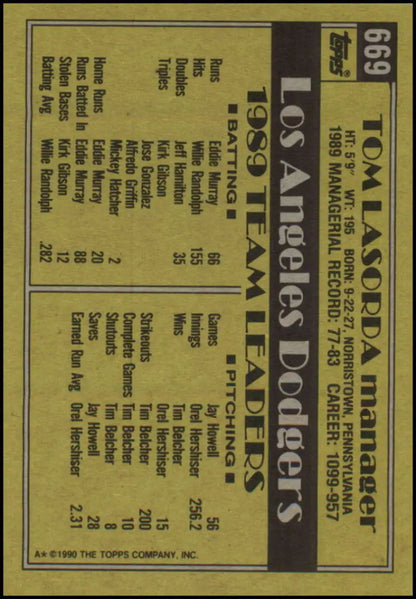 669
topps®
TOM LASORDA manager
HT: 5'9" WT: 195 BORN: 9-22-27, NORRISTOWN, PENNSYLVANIA
1989 MANAGERIAL RECORD: 77-83 CAREER: 1099-957
Los Angeles Dodgers
1989 TEAM LEADERS
BATTING
Runs Eddie Murray 66
Hits Willie Randolph 155
Doubles Jeff Hamilton 35
Triples Kirk Gibson
Jose Gonzalez
Alfredo Griffin
Mickey Hatcher 2
Home Runs Eddie Murray 20
Runs Batted In Eddie Murray 88
Stolen Bases Kirk Gibson 12
Batting Avg Willie Randolph .282
PITCHING
Games Jay Howell 56
Innings Orel Hershiser 256.2
Wins Tim Belcher
Orel Hershiser 15
Strikeouts Tim Belcher 200
Complete Games Tim Belcher 10
Shutouts Tim Belcher 8
Saves Jay Howell 28
Earned Run Avg Orel Hershiser 2.31
A★ ©1990 THE TOPPS COMPANY, INC.